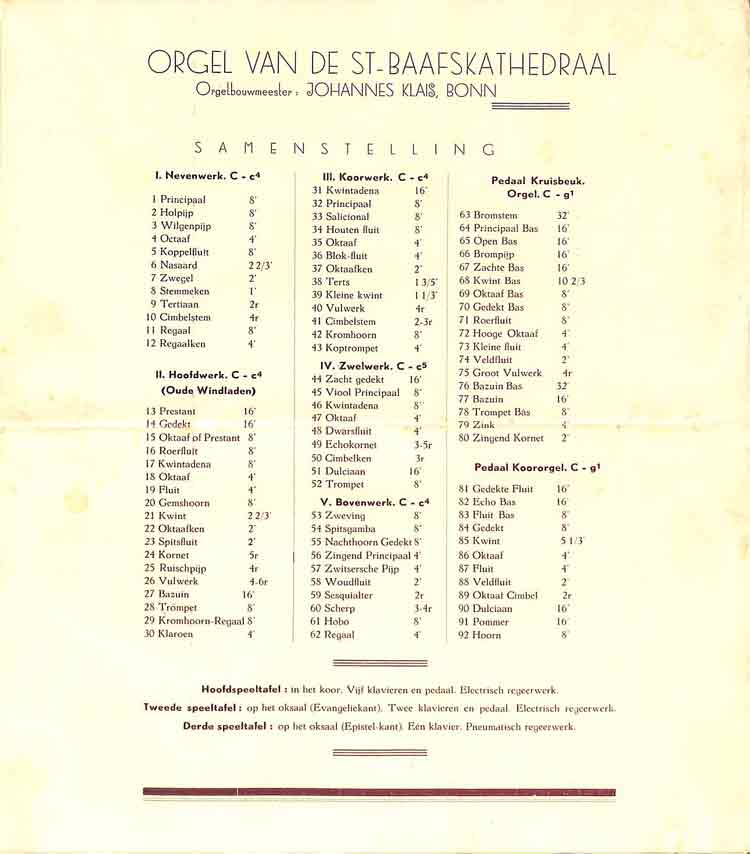 ORGEL VAN DE ST-BAAFSKATHEDRAAL
Orgelbouwmeester: JOHANNES KLAIS, BONN
SAMENSTELLING
I. Nevenwerk. C - c4
1 Principaal 8'
2 Holpijp 8'
3 Wilgenpijp 8'
4 Octaaf 4'
5 Koppelfluit 8'
6 Nasaard 2 2/3'
7 Zwegel 2'
8 Stemmeken 1'
9 Tertiaan 2r
10 Cimbelstem 4r
11 Regaal 8'
12 Regaalken 4'
II. Hoofdwerk. C - c4
(Oude Windladen)
13 Prestant 16'
14 Gedekt 16'
15 Oktaaf of Prestant 8'
16 Roerfluit 8'
17 Kwintadena 8'
18 Oktaaf 4'
19 Fluit 4'
20 Gemshoorn 8'
21 Kwint 2 2/3'
22 Oktaafken 2'
23 Spitsfluit 2'
24 Kornet 5r
25 Ruischpijp 4r
26 Vulwerk 4-6r
27 Bazuin 16'
28 Trompet 8'
29 Kromhoorn-Regaal 8'
30 Klaroen 4'
III. Koorwerk. C - c4
31 Kwintadena 16'
32 Principaal 8'
33 Salicional 8'
34 Houten fluit 8'
35 Oktaaf 4'
36 Blok-fluit 4'
37 Oktaafken 2'
38 Terts 1 3/5'
39 Kleine kwint 1 1/3'
40 Vulwerk 4r
41 Cimbelstem 2-3r
42 Kromhoorn 8'
43 Koptrompet 4'
IV. Zwelwerk. C - c5
44 Zacht gedekt 16'
45 Viool Principaal 8'
46 Kwintadena 8'
47 Oktaaf 4'
48 Dwarsfluit 4'
49 Echokornet 3-5r
50 Cimbelken 3r
51 Dulciaan 16'
52 Trompet 8'
V. Bovenwerk. C - c4
53 Zweving 8'
54 Spitsgamba 8'
55 Nachthoorn Gedekt 8'
56 Zingend Principaal 4'
57 Zwitsersche Pijp 4'
58 Woudfluit 2'
59 Sesquialter 2r
60 Scherp 3-4r
61 Hobo 8'
62 Regaal 4'
Pedaal Kruisbeuk.
Orgel. C - g1
63 Bromstem 32'
64 Principaal Bas 16'
65 Open Bas 16'
66 Brompijp 16'
67 Zachte Bas 16'
68 Kwint Bas 10 2/3
69 Oktaaf Bas 8'
70 Gedekt Bas 8'
71 Roerfluit 8'
72 Hooge Oktaaf 4'
73 Kleine fluit 4'
74 Veldfluit 2'
75 Groot Vulwerk 4r
76 Bazuin Bas 32'
77 Bazuin 16'
78 Trompet Bas 8'
79 Zink 4'
80 Zingend Kornet 2'
Pedaal Koororgel. C - g1
81 Gedekte Fluit 16'
82 Echo Bas 16'
83 Fluit Bas 8'
84 Gedekt 8'
85 Kwint 5 1/3'
86 Oktaaf 4'
87 Fluit 4'
88 Veldfluit 2'
89 Oktaaf Cimbel 2r
90 Dulciaan 16'
91 Pommer 16'
92 Hoorn 8'
Hoofdspeeltafel : in het koor. Vijf klavieren en pedaal. Electrisch regeerwerk.
Tweede speeltafel : op het oksaal (Evangeliekant). Twee klavieren en pedaal. Electrisch regeerwerk.
Derde speeltafel : op het oksaal (Epistel-kant). Eén klavier. Pneumatisch regeerwerk.